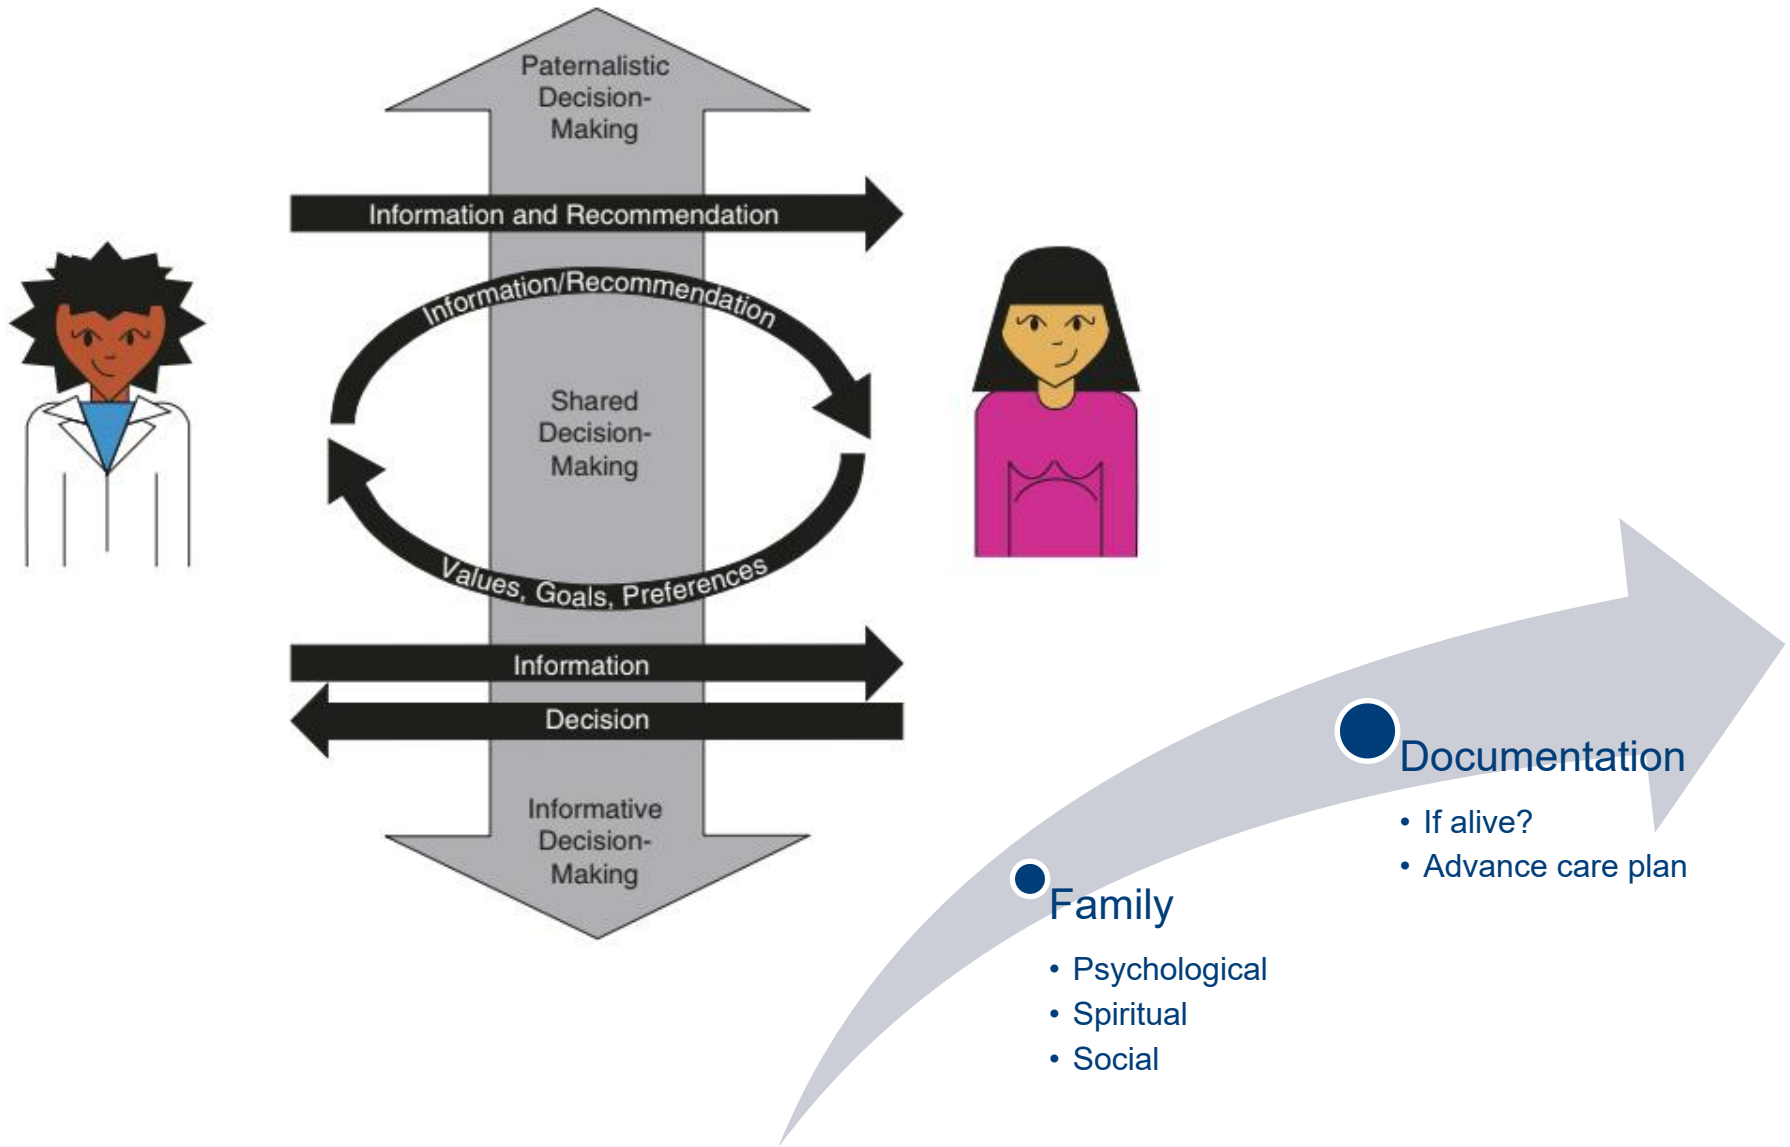 Paternalistic
Decision-
Making
Information and Recommendation
Information/Recommendation
Shared
Decision-
Making
Values, Goals, Preferences
Information
Decision
Informative
Decision-
Making
Documentation
• If alive?
• Advance care plan
Family
• Psychological
• Spiritual
• Social